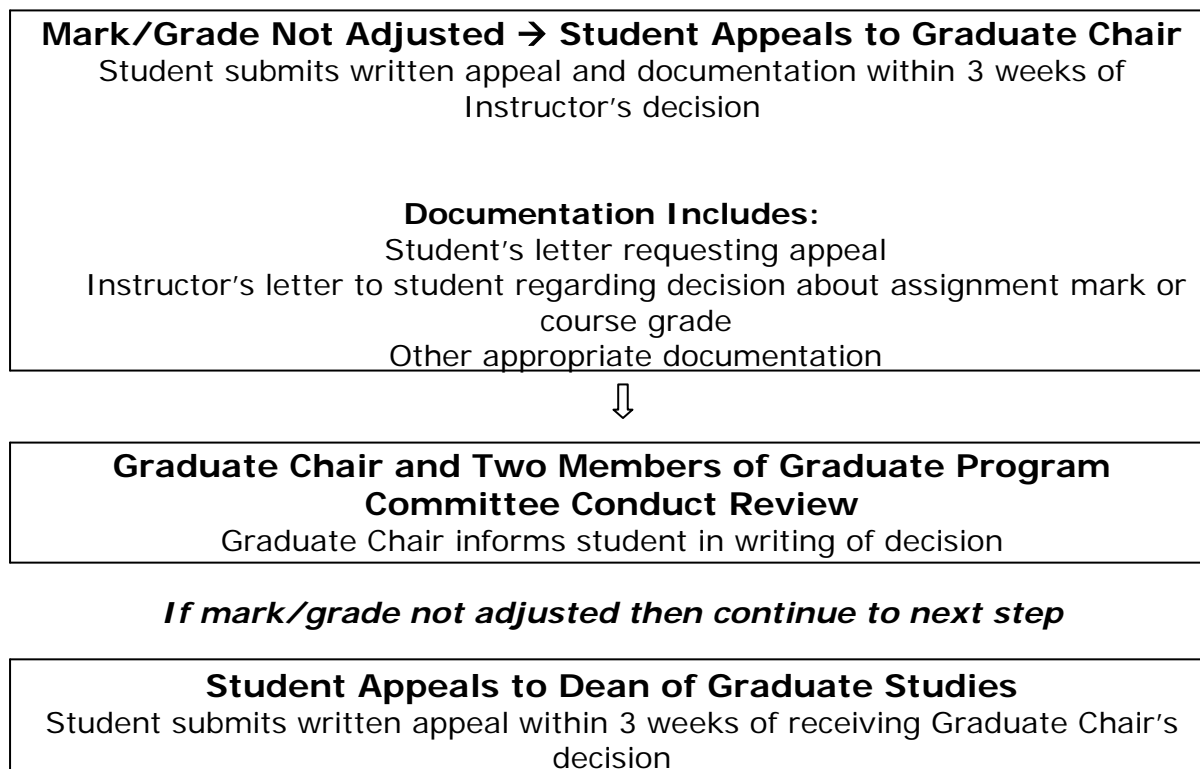 Mark/Grade Not Adjusted → Student Appeals to Graduate Chair
Student submits written appeal and documentation within 3 weeks of
Instructor's decision
Documentation Includes:
Student's letter requesting appeal
Instructor's letter to student regarding decision about assignment mark or
course grade
Other appropriate documentation
⇩
Graduate Chair and Two Members of Graduate Program
Committee Conduct Review
Graduate Chair informs student in writing of decision
If mark/grade not adjusted then continue to next step
Student Appeals to Dean of Graduate Studies
Student submits written appeal within 3 weeks of receiving Graduate Chair's
decision